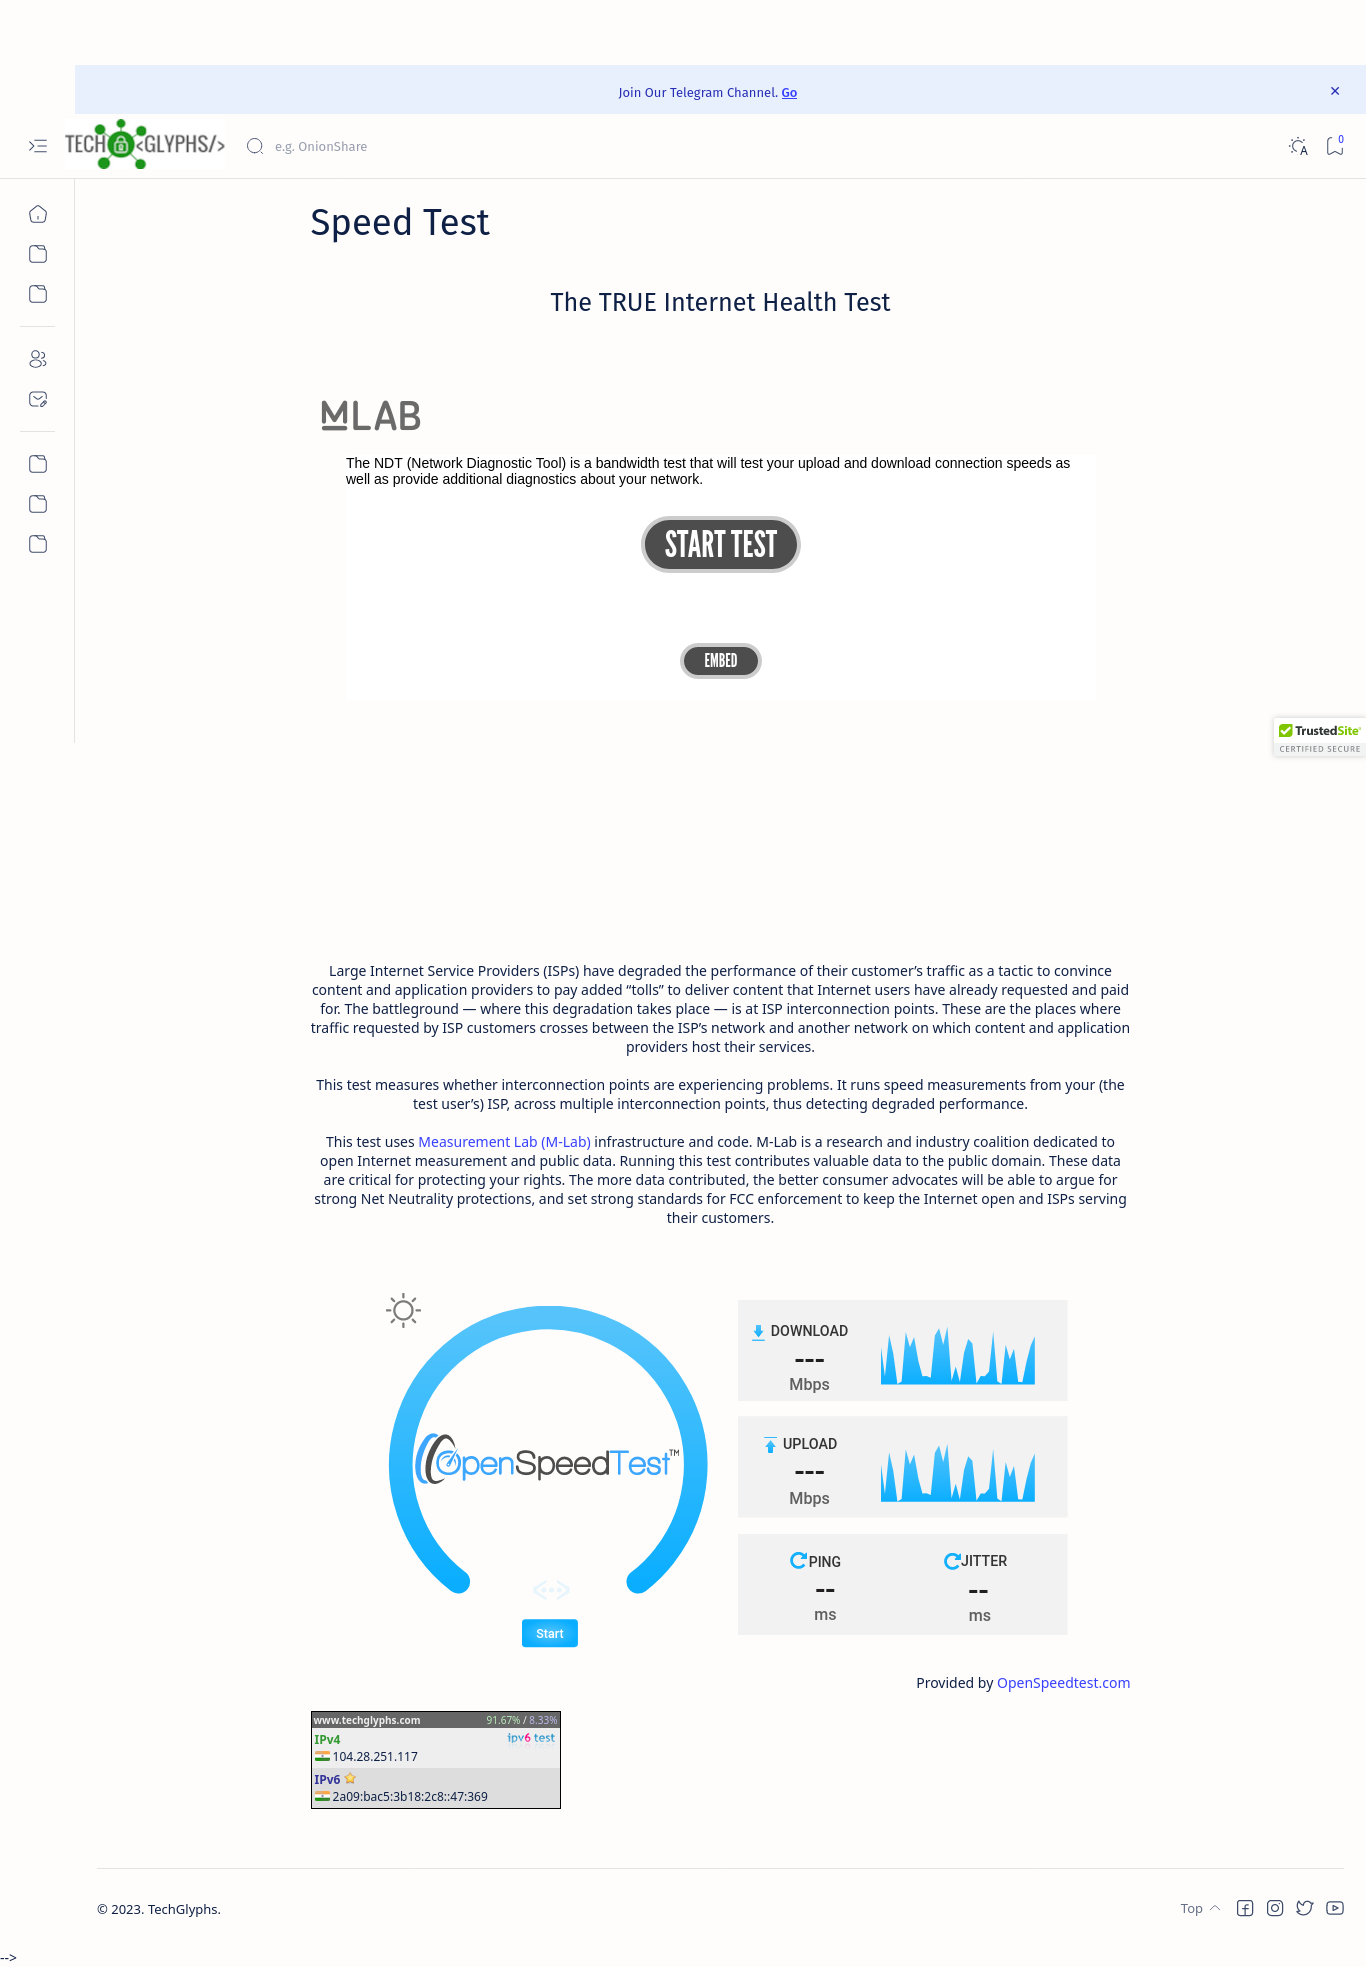 Join Our Telegram Channel. Go
✕
TECH <GLYPHS/>
e.g. OnionShare
A
0
Speed Test
The TRUE Internet Health Test
MLAB
The NDT (Network Diagnostic Tool) is a bandwidth test that will test your upload and download connection speeds as
well as provide additional diagnostics about your network.
START TEST
EMBED
TrustedSite
CERTIFIED SECURE
Large Internet Service Providers (ISPs) have degraded the performance of their customer’s traffic as a tactic to convince
content and application providers to pay added “tolls” to deliver content that Internet users have already requested and paid
for. The battleground — where this degradation takes place — is at ISP interconnection points. These are the places where
traffic requested by ISP customers crosses between the ISP’s network and another network on which content and application
providers host their services.
This test measures whether interconnection points are experiencing problems. It runs speed measurements from your (the
test user’s) ISP, across multiple interconnection points, thus detecting degraded performance.
This test uses Measurement Lab (M-Lab) infrastructure and code. M-Lab is a research and industry coalition dedicated to
open Internet measurement and public data. Running this test contributes valuable data to the public domain. These data
are critical for protecting your rights. The more data contributed, the better consumer advocates will be able to argue for
strong Net Neutrality protections, and set strong standards for FCC enforcement to keep the Internet open and ISPs serving
their customers.
OpenSpeedTest™
Start
DOWNLOAD
---
Mbps
UPLOAD
---
Mbps
PING
--
ms
JITTER
--
ms
Provided by OpenSpeedtest.com
www.techglyphs.com 91.67% / 8.33%
IPv4 ipv6 test
104.28.251.117
IPv6
2a09:bac5:3b18:2c8::47:369
© 2023. TechGlyphs.
Top
-->